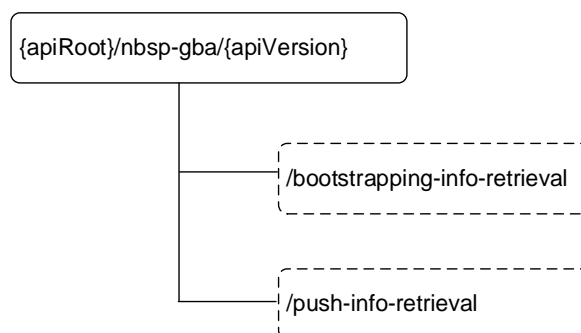 {apiRoot}/nbsp-gba/{apiVersion}
/bootstrapping-info-retrieval
/push-info-retrieval